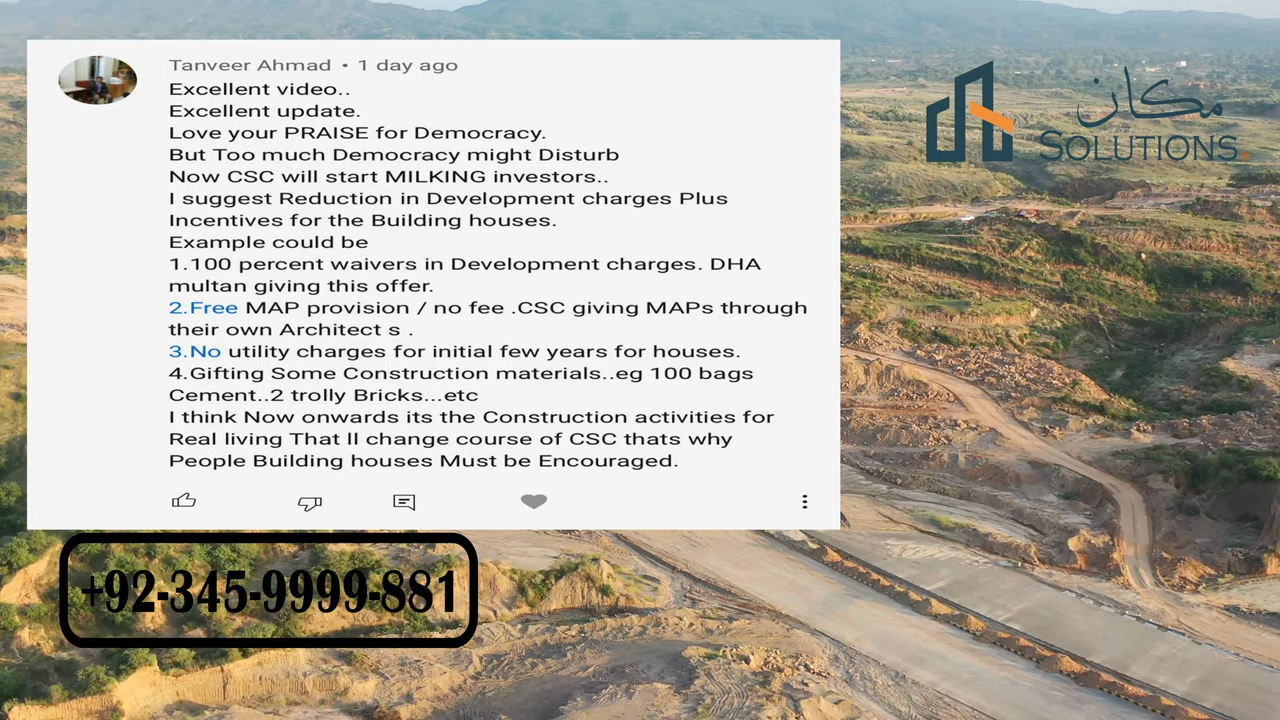 Tanveer Ahmad • 1 day ago
Excellent video..
Excellent update.
Love your PRAISE for Democracy.
But Too much Democracy might Disturb
Now CSC will start MILKING investors..
I suggest Reduction in Development charges Plus
Incentives for the Building houses.
Example could be
1.100 percent waivers in Development charges. DHA
multan giving this offer.
2.Free MAP provision / no fee .CSC giving MAPs through
their own Architect s .
3.No utility charges for initial few years for houses.
4.Gifting Some Construction materials..eg 100 bags
Cement..2 trolly Bricks...etc
I think Now onwards its the Construction activities for
Real living That ll change course of CSC thats why
People Building houses Must be Encouraged.
مکان
SOLUTIONS.
+92-345-9999-881